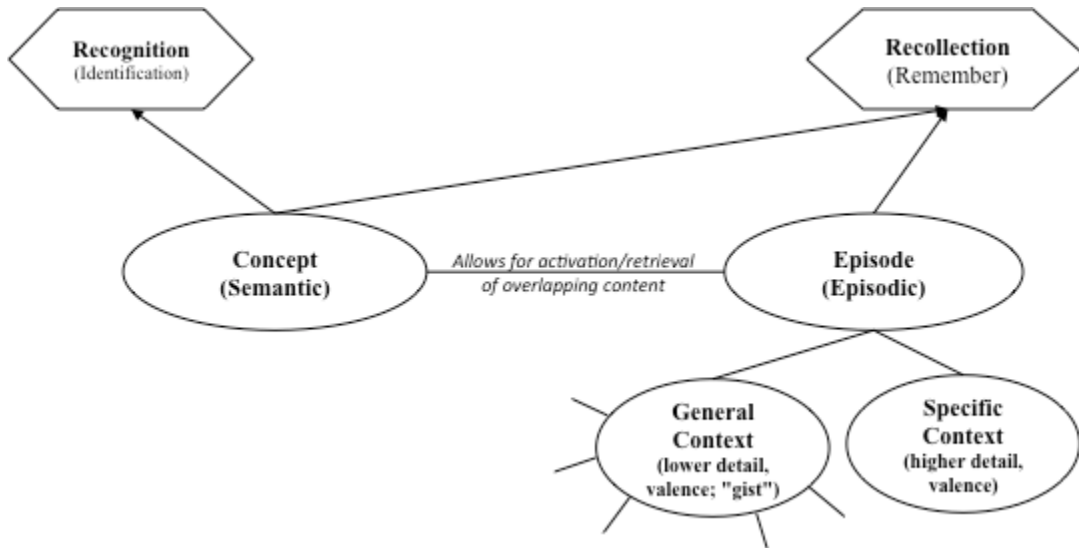 Recognition
(Identification)
Recollection
(Remember)
Concept
(Semantic)
Allows for activation/retrieval
of overlapping content
Episode
(Episodic)
General
Context
(lower detail,
valence; "gist")
Specific
Context
(higher detail,
valence)